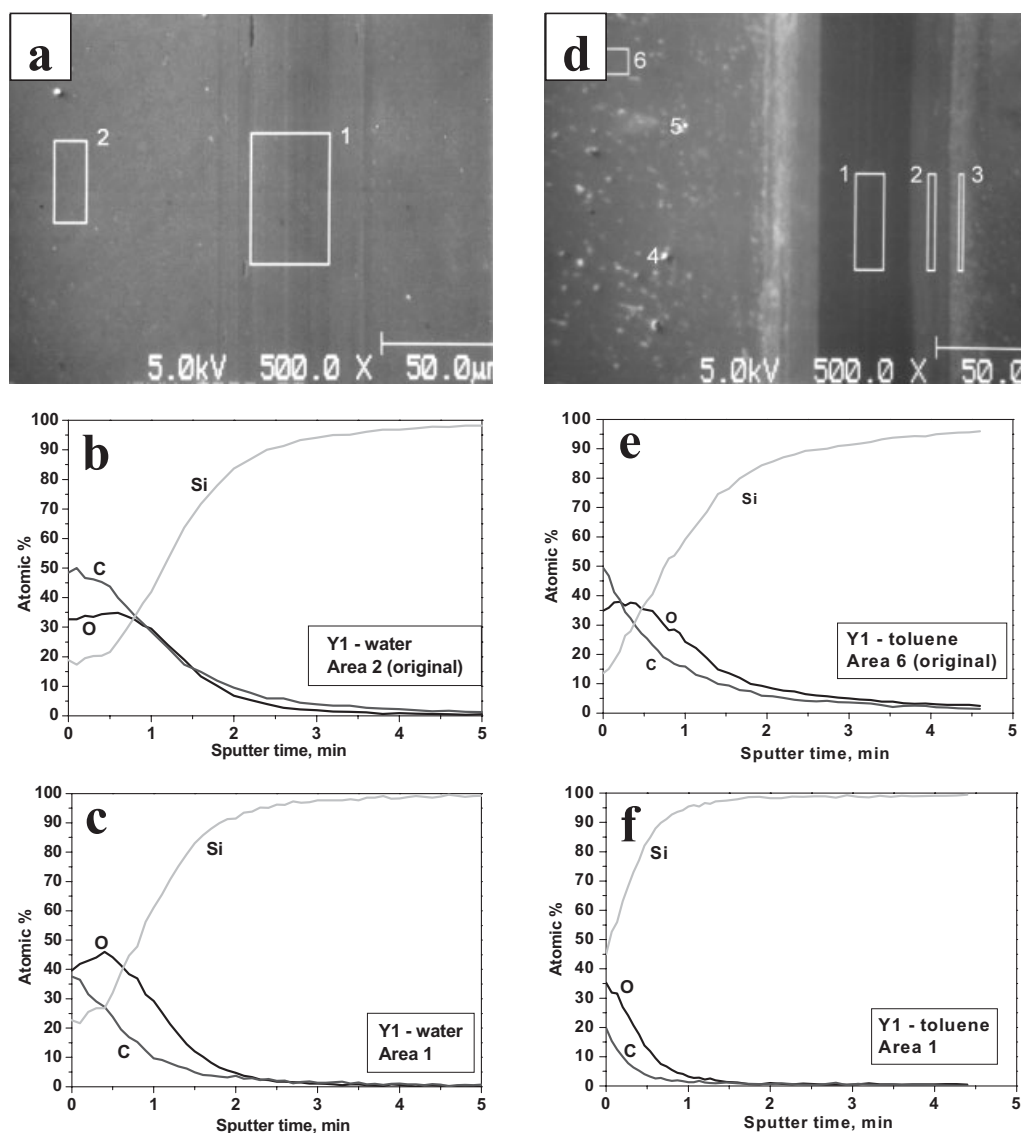 a
2
1
5.0kV 500.0 X 50.0µm
d
6
5
1 2 3
4
5.0kV 500.0 X 50.0
b
100
90
80
70
60
50
40
30
20
10
0
Atomic %
Si
C
O
Y1 - water
Area 2 (original)
0 1 2 3 4 5
Sputter time, min
e
100
90
80
70
60
50
40
30
20
10
0
Atomic %
Si
O
C
Y1 - toluene
Area 6 (original)
0 1 2 3 4 5
Sputter time, min
c
100
90
80
70
60
50
40
30
20
10
0
Atomic %
Si
O
C
Y1 - water
Area 1
0 1 2 3 4 5
Sputter time, min
f
100
90
80
70
60
50
40
30
20
10
0
Atomic %
Si
O
C
Y1 - toluene
Area 1
0 1 2 3 4 5
Sputter time, min